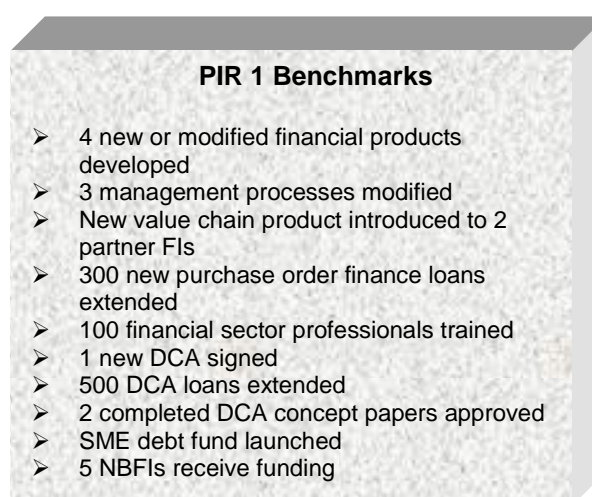 PIR 1 Benchmarks
➢ 4 new or modified financial products
developed
➢ 3 management processes modified
➢ New value chain product introduced to 2
partner FIs
➢ 300 new purchase order finance loans
extended
➢ 100 financial sector professionals trained
➢ 1 new DCA signed
➢ 500 DCA loans extended
➢ 2 completed DCA concept papers approved
➢ SME debt fund launched
➢ 5 NBFIs receive funding